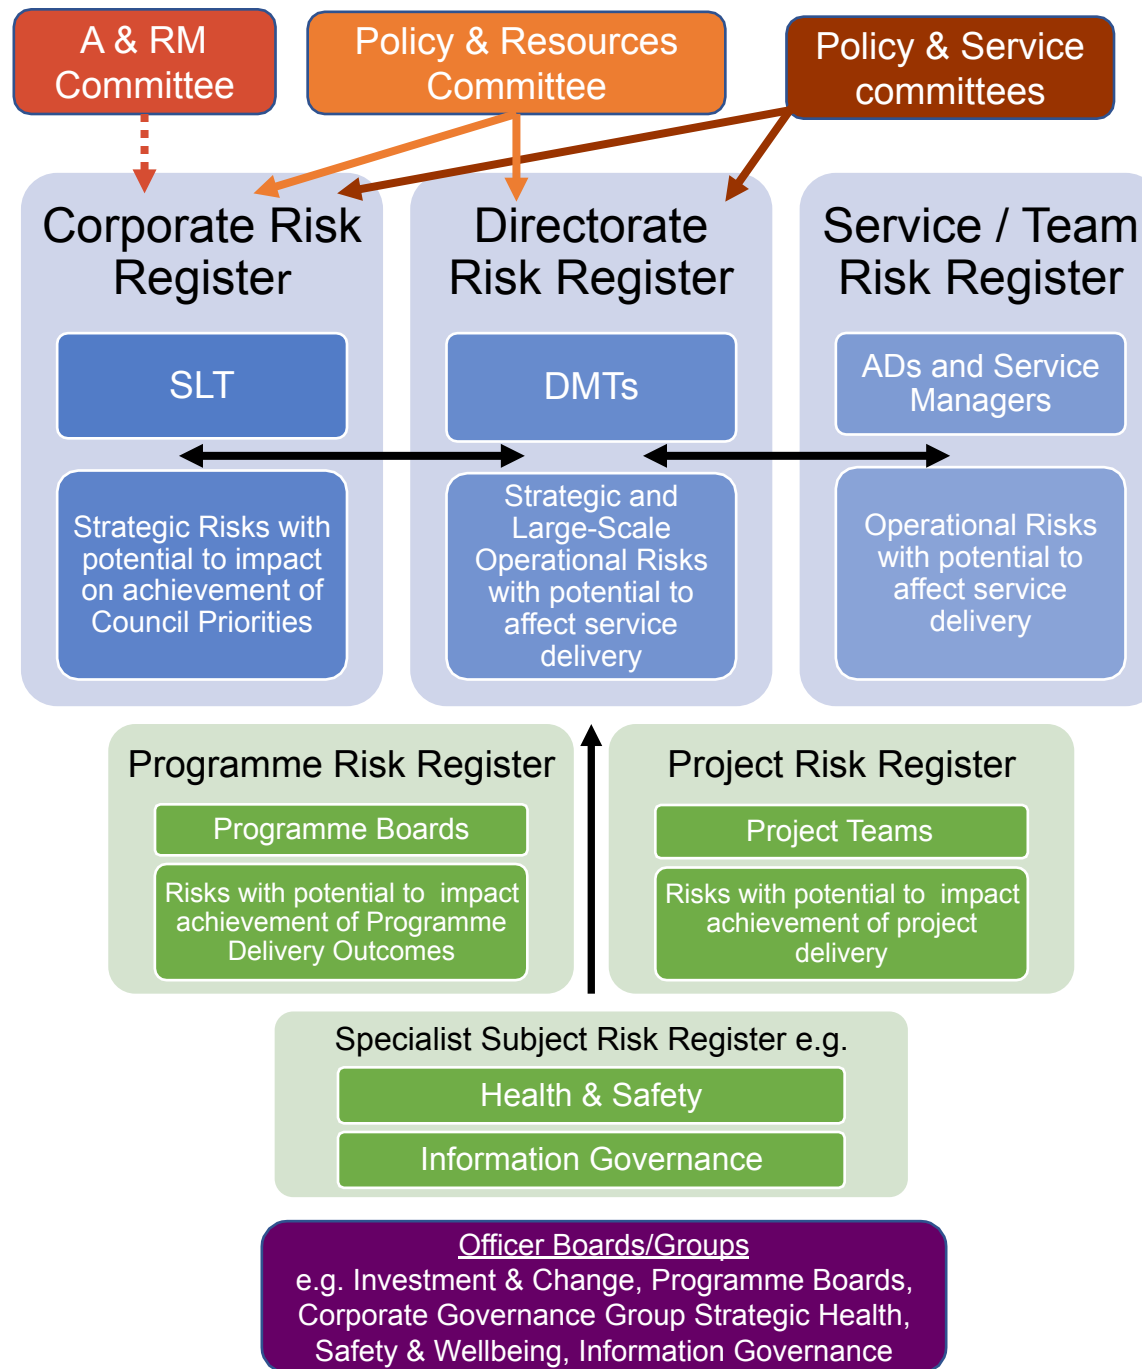 A & RM
Committee
Policy & Resources
Committee
Policy & Service
committees
Corporate Risk
Register
SLT
Strategic Risks with
potential to impact
on achievement of
Council Priorities
Directorate
Risk Register
DMTs
Strategic and
Large-Scale
Operational Risks
with potential to
affect service
delivery
Service / Team
Risk Register
ADs and Service
Managers
Operational Risks
with potential to
affect service
delivery
Programme Risk Register
Programme Boards
Risks with potential to  impact
achievement of Programme
Delivery Outcomes
Project Risk Register
Project Teams
Risks with potential to  impact
achievement of project
delivery
Specialist Subject Risk Register e.g.
Health & Safety
Information Governance
Officer Boards/Groups
e.g. Investment & Change, Programme Boards,
Corporate Governance Group Strategic Health,
Safety & Wellbeing, Information Governance